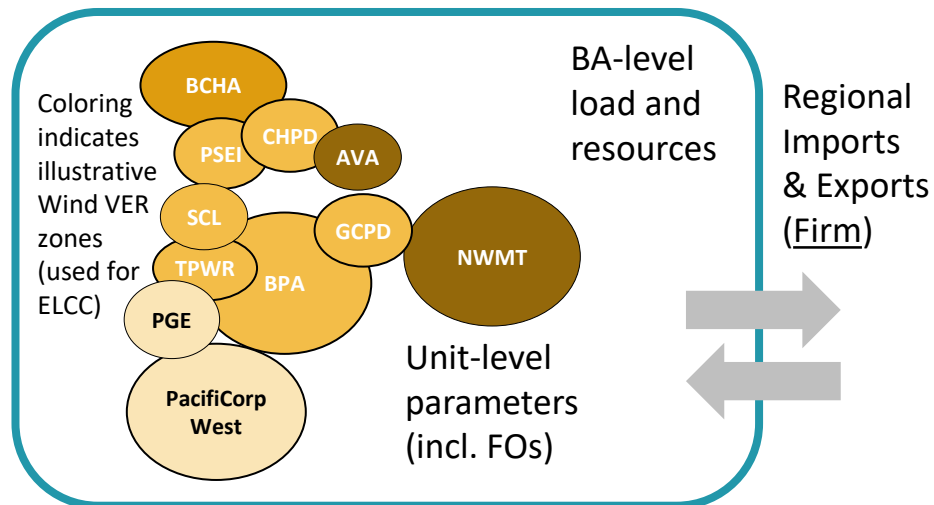 BCHA
Coloring
indicates
illustrative
Wind VER
zones
(used for
ELCC)
CHPD
PSEI
AVA
SCL
GCPD
TPWR
BPA
NWMT
PGE
PacifiCorp
West
BA-level
load and
resources
Unit-level
parameters
(incl. FOs)
Regional
Imports
& Exports
(Firm)